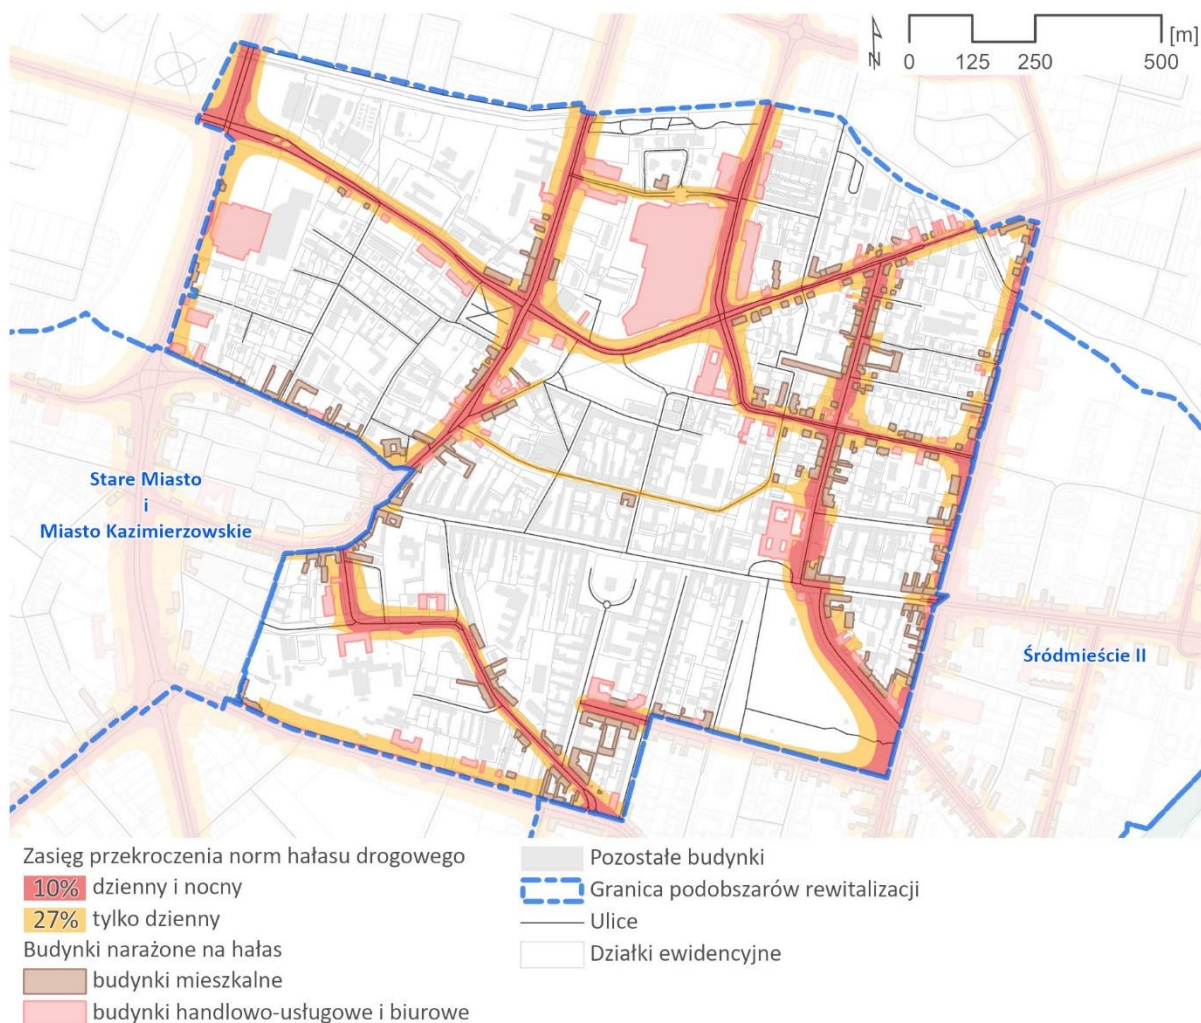 [m]
0 125 250 500
N
Stare Miasto
i
Miasto Kazimierzowskie
Śródmieście II
Zasięg przekroczenia norm hałasu drogowego
10% dzienny i nocny
27% tylko dzienny
Budynki narażone na hałas
budynki mieszkalne
budynki handlowo-usługowe i biurowe
Pozostałe budynki
Granica podobszarów rewitalizacji
Ulice
Działki ewidencyjne